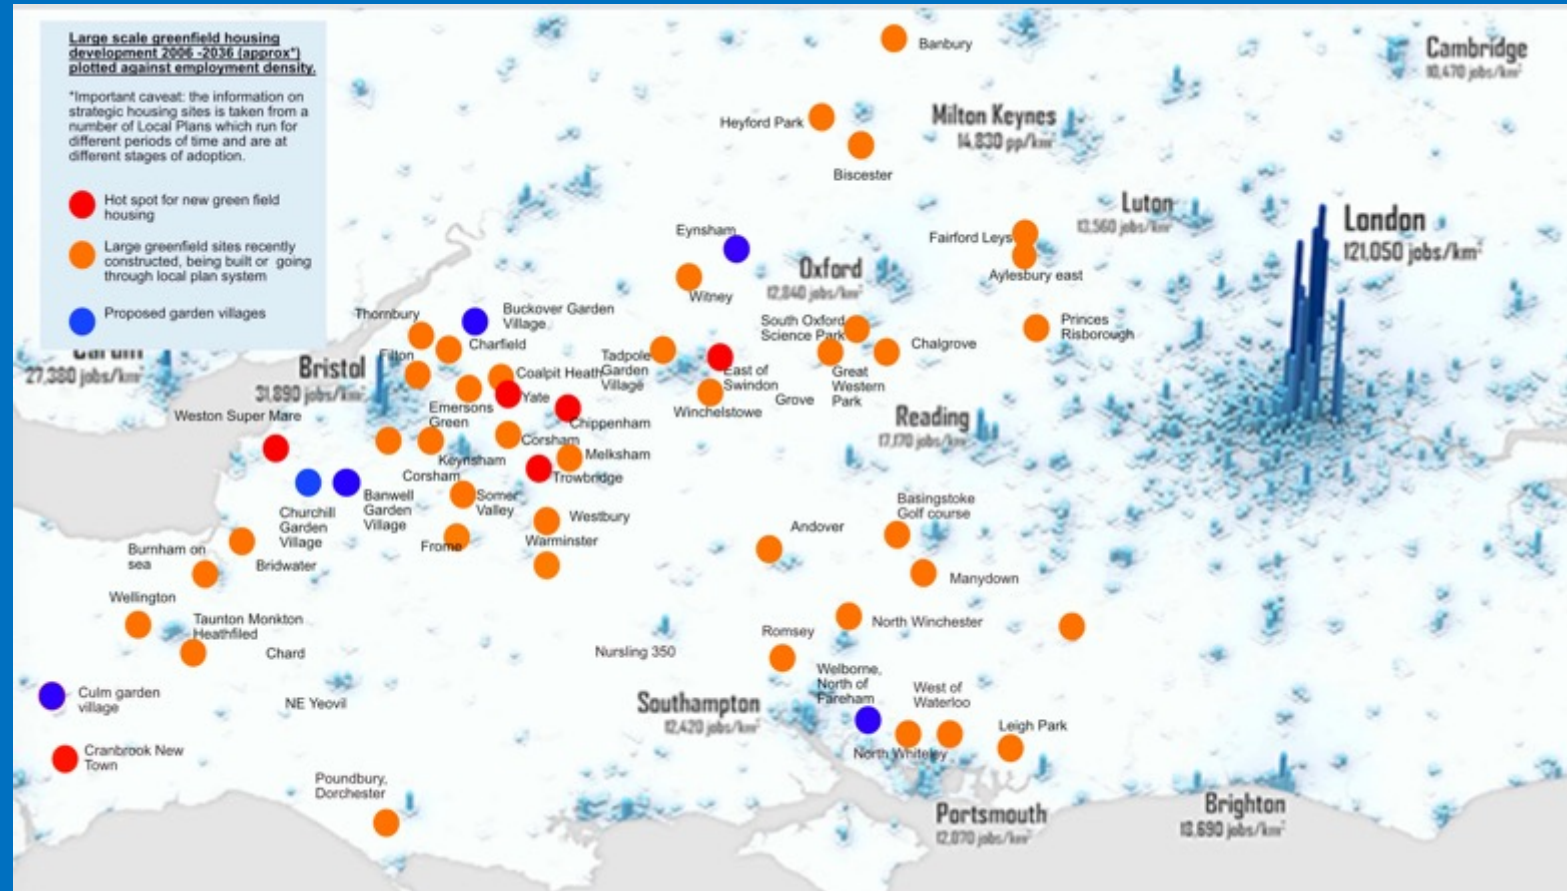 Large scale greenfield housing
development 2006 -2036 (approx*)
plotted against employment density.
*Important caveat: the information on
strategic housing sites is taken from a
number of Local Plans which run for
different periods of time and are at
different stages of adoption.
Hot spot for new green field
housing
Large greenfield sites recently
constructed, being built or going
through local plan system
Proposed garden villages
Banbury
Cambridge
10,470 jobs/km²
Heyford Park
Milton Keynes
14,830 pp/km²
Biscester
Luton
13,560 jobs/km²
London
121,050 jobs/km²
Eynsham
Fairford Leys
Aylesbury east
Oxford
12,840 jobs/km²
Witney
Thornbury
Buckover Garden
Village
Charfield
South Oxford
Science Park
Princes
Risborough
Chalgrove
Filton
27,380 jobs/km²
Bristol
31,890 jobs/km²
Coalpit Heath
Tadpole
Garden
Village
East of
Swindon
Great
Western
Park
Grove
Yate
Winchelstowe
Emersons
Green
Chippenham
Weston Super Mare
Reading
17,170 jobs/km²
Corsham
Keynsham
Melksham
Corsham
Trowbridge
Banwell
Garden
Village
Somer
Valley
Churchill
Garden
Village
Basingstoke
Golf course
Westbury
Andover
Frome
Warminster
Burnham on
sea
Bridwater
Manydown
Wellington
Taunton Monkton
Heathfiled
North Winchester
Romsey
Chard
Nursling 350
Welborne,
North of
Fareham
Culm garden
village
NE Yeovil
Southampton
12,420 jobs/km²
West of
Waterloo
Leigh Park
North Whiteley
Cranbrook New
Town
Poundbury,
Dorchester
Portsmouth
12,870 jobs/km²
Brighton
jobs/km²